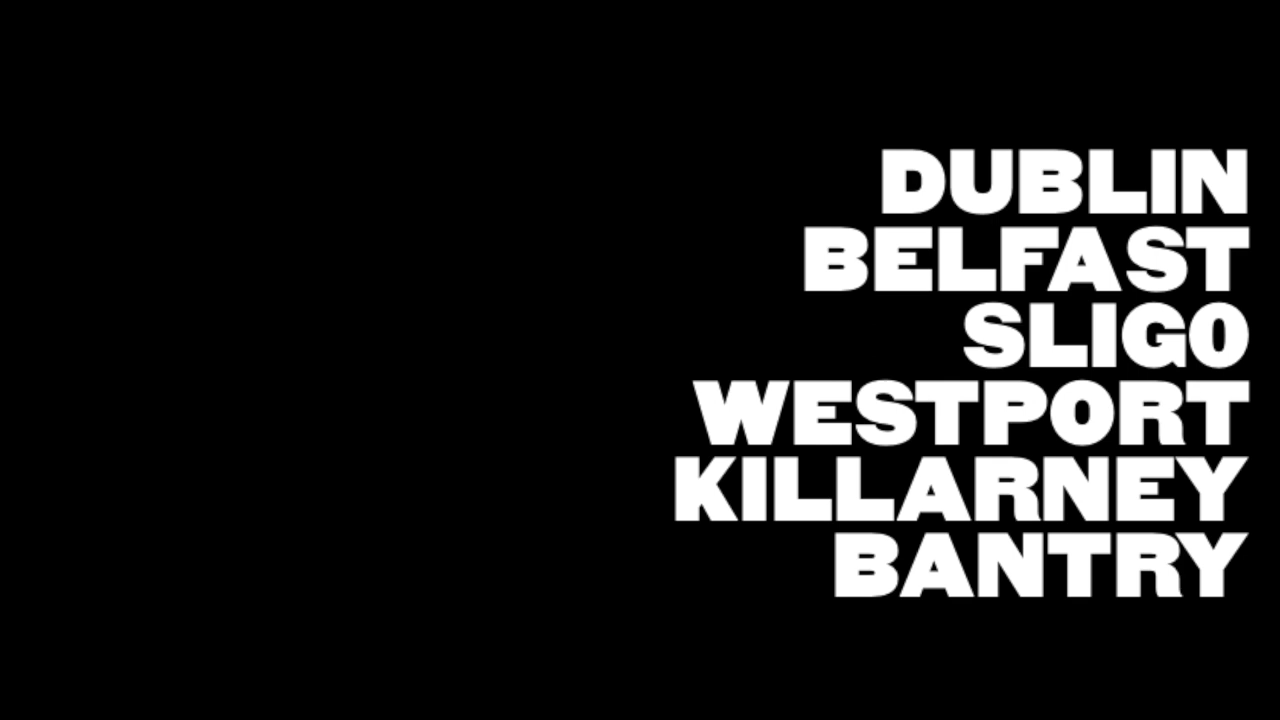 DUBLIN
BELFAST
SLIGO
WESTPORT
KILLARNEY
BANTRY